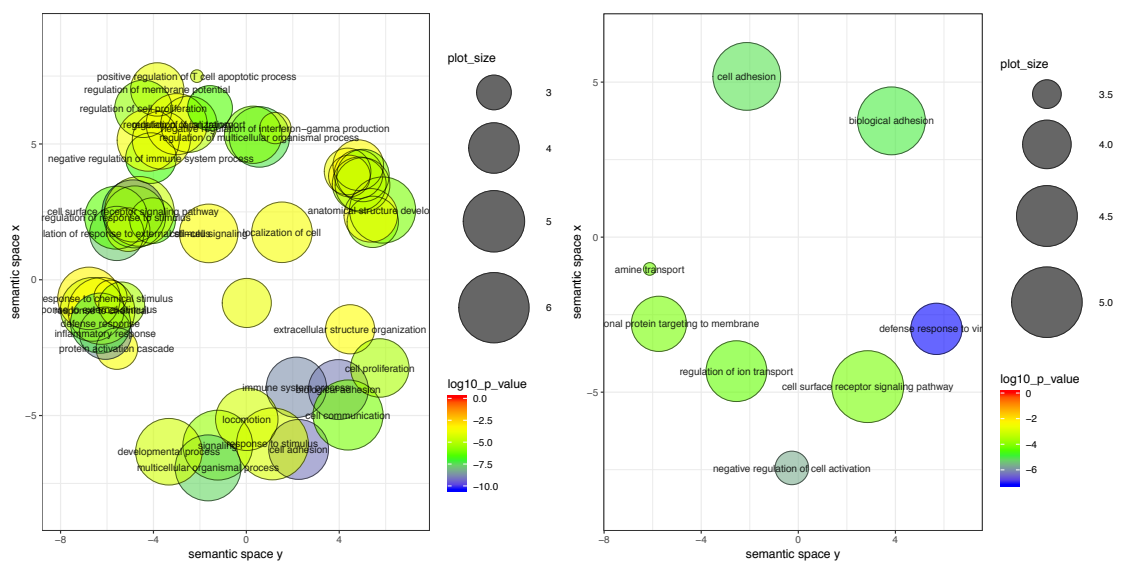 positive regulation of T cell apoptotic process
regulation of membrane potential
regulation of cell proliferation
negative regulation of interferon−gamma production
regulation of multicellular organismal process
negative regulation of immune system process
cell surface receptor signaling pathway
regulation of response to stimulus
lation of response to external stimulus
cell−cell signaling
localization of cell
anatomical structure develo
esponse to chemical stimulus
defense response
inflammatory response
protein activation cascade
extracellular structure organization
cell proliferation
immune system process
biological adhesion
cell communication
locomotion
signaling
response to stimulus
cell adhesion
developmental process
multicellular organismal process
5
0
−5
−8
−4
0
4
semantic space y
semantic space x
plot_size
3
4
5
6
log10_p_value
0.0
−2.5
−5.0
−7.5
−10.0
cell adhesion
biological adhesion
amine transport
onal protein targeting to membrane
defense response to vir
regulation of ion transport
cell surface receptor signaling pathway
negative regulation of cell activation
5
0
−5
−8
−4
0
4
semantic space y
semantic space x
plot_size
3.5
4.0
4.5
5.0
log10_p_value
0
−2
−4
−6